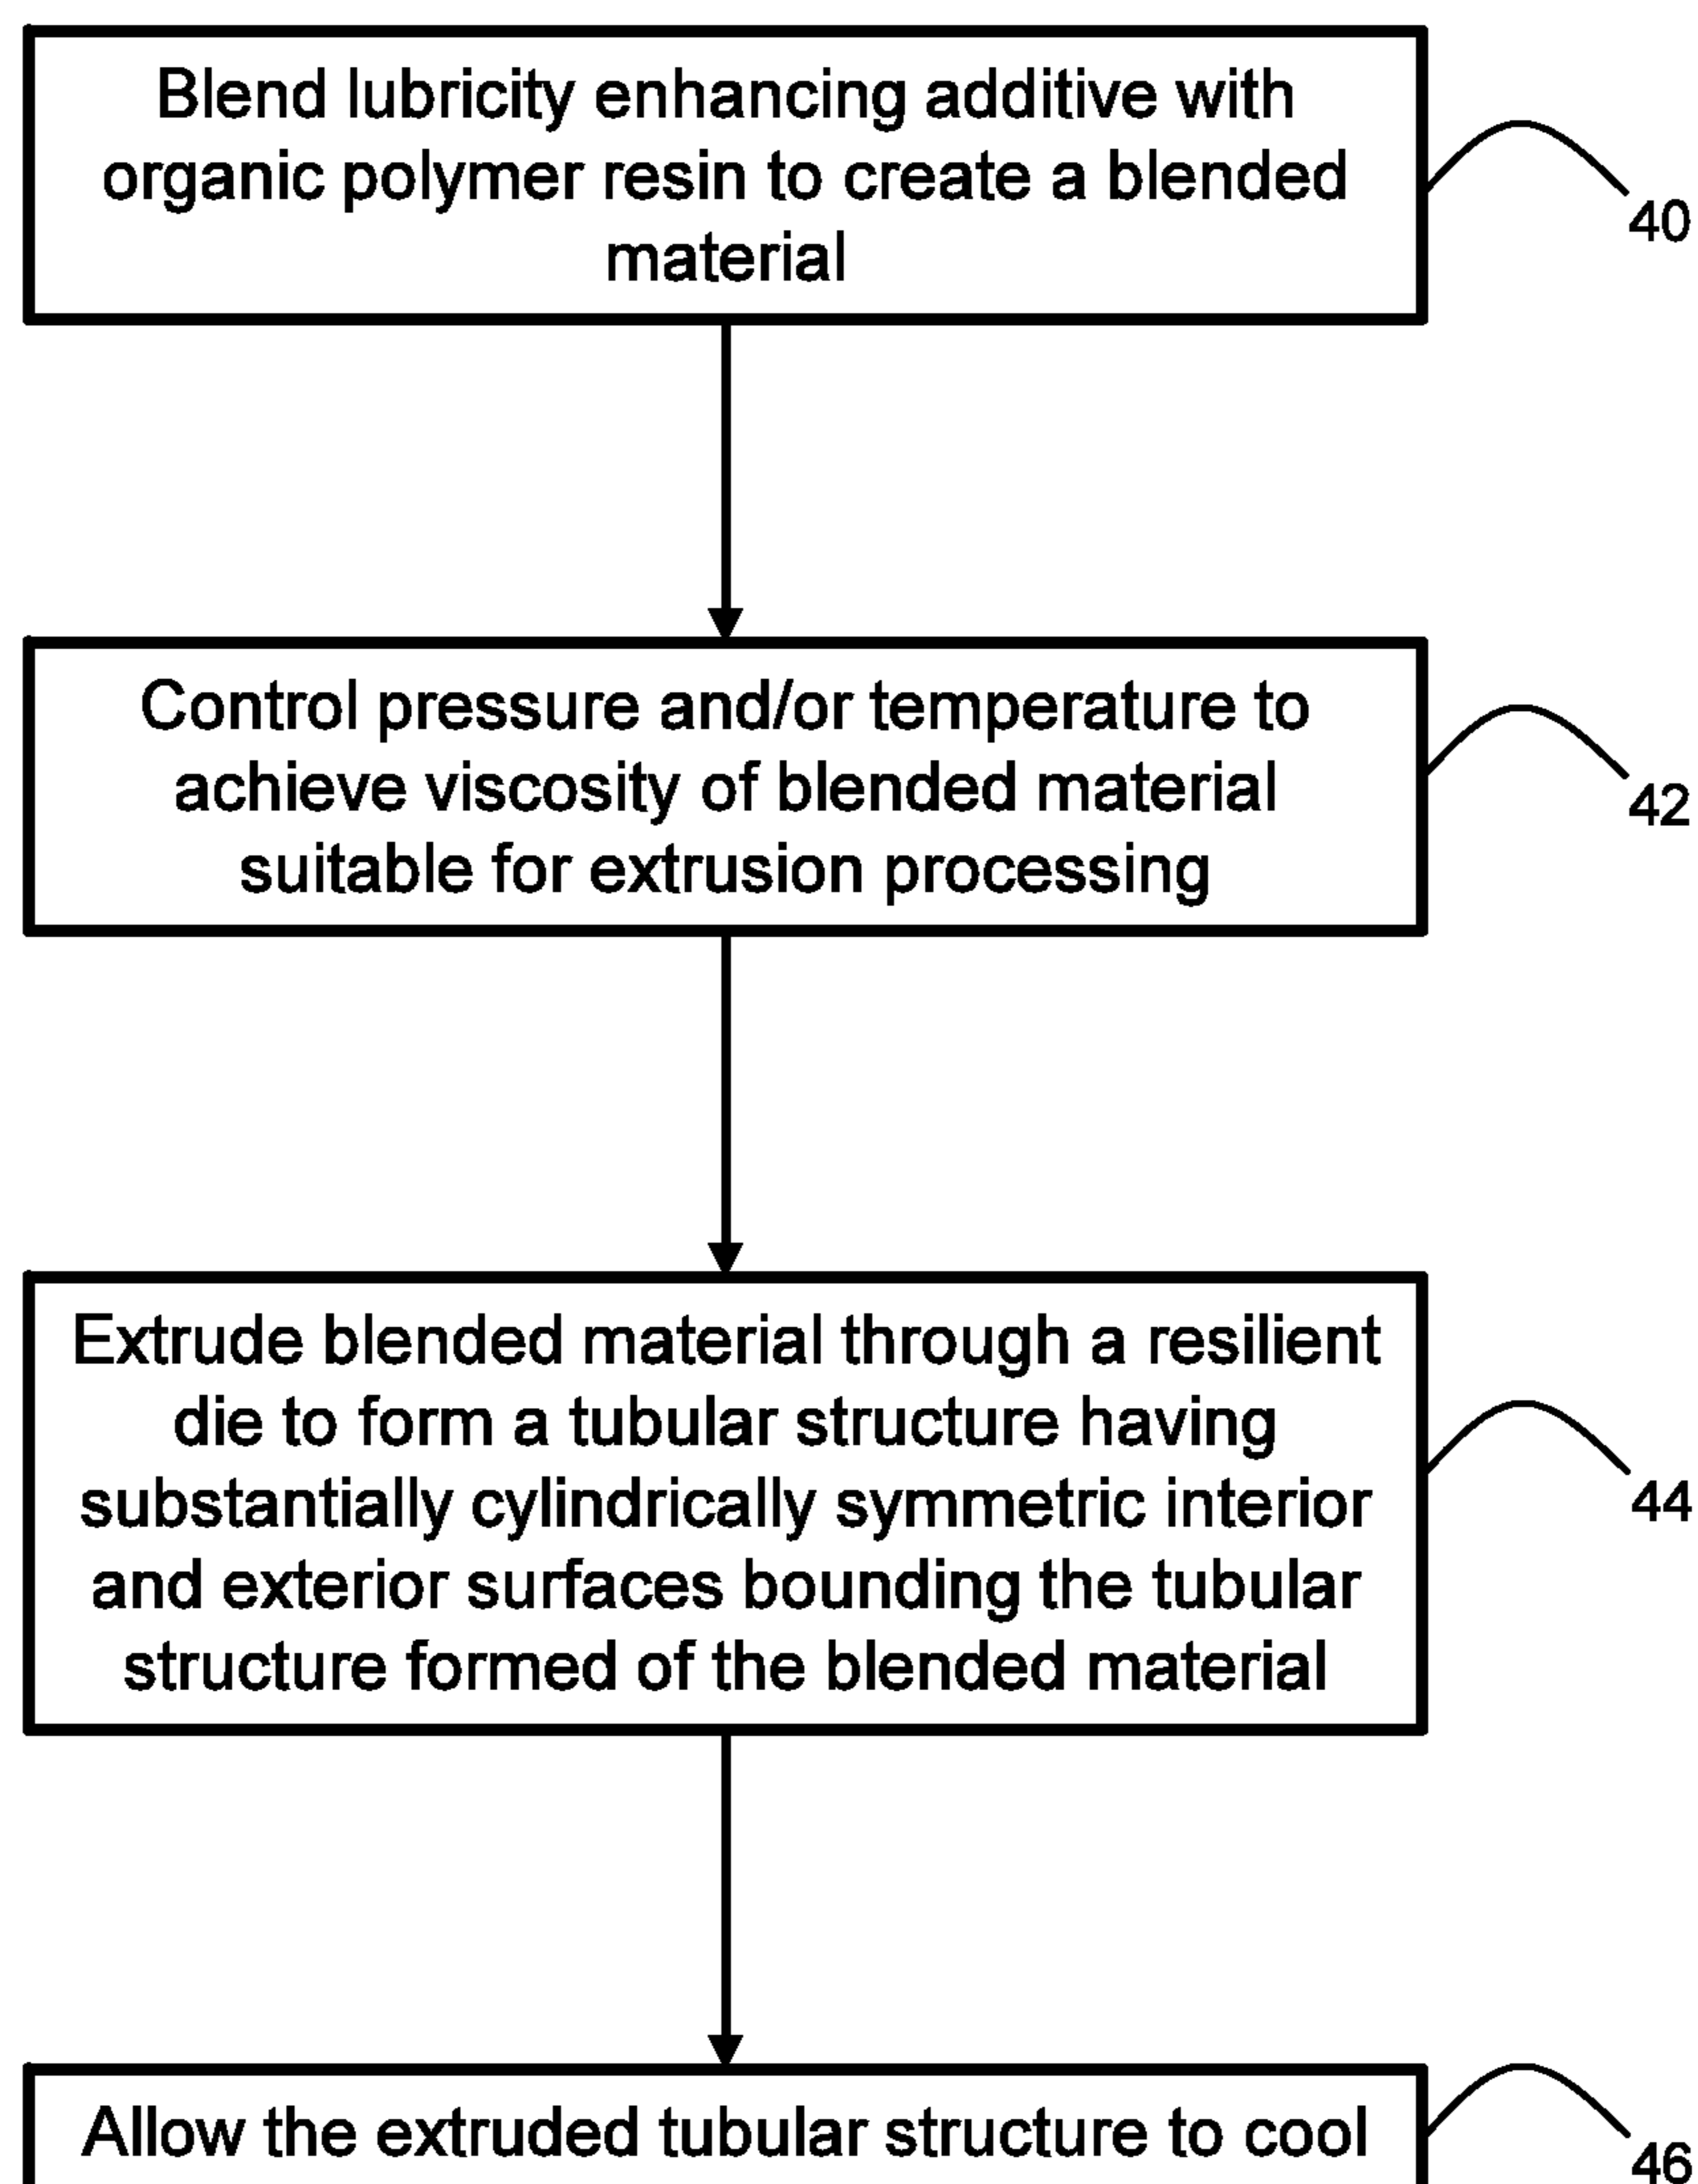 Blend lubricity enhancing additive with
organic polymer resin to create a blended
material
40
Control pressure and/or temperature to
achieve viscosity of blended material
suitable for extrusion processing
42
Extrude blended material through a resilient
die to form a tubular structure having
substantially cylindrically symmetric interior
and exterior surfaces bounding the tubular
structure formed of the blended material
44
Allow the extruded tubular structure to cool
46